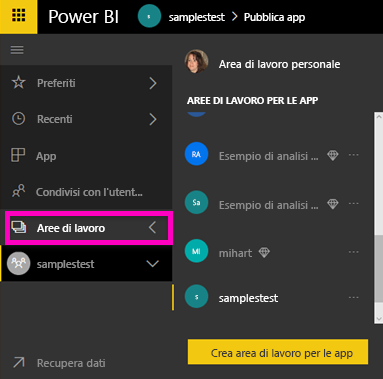 Power BI
s samplestest > Pubblica app
Preferiti
Recenti
App
Condivisi con l'utent...
Aree di lavoro
samplestest
Recupera dati
Area di lavoro personale
AREE DI LAVORO PER LE APP
RA Esempio di analisi ... ...
Sa Esempio di analisi ... ...
MI mihart ...
s samplestest ...
Crea area di lavoro per le app